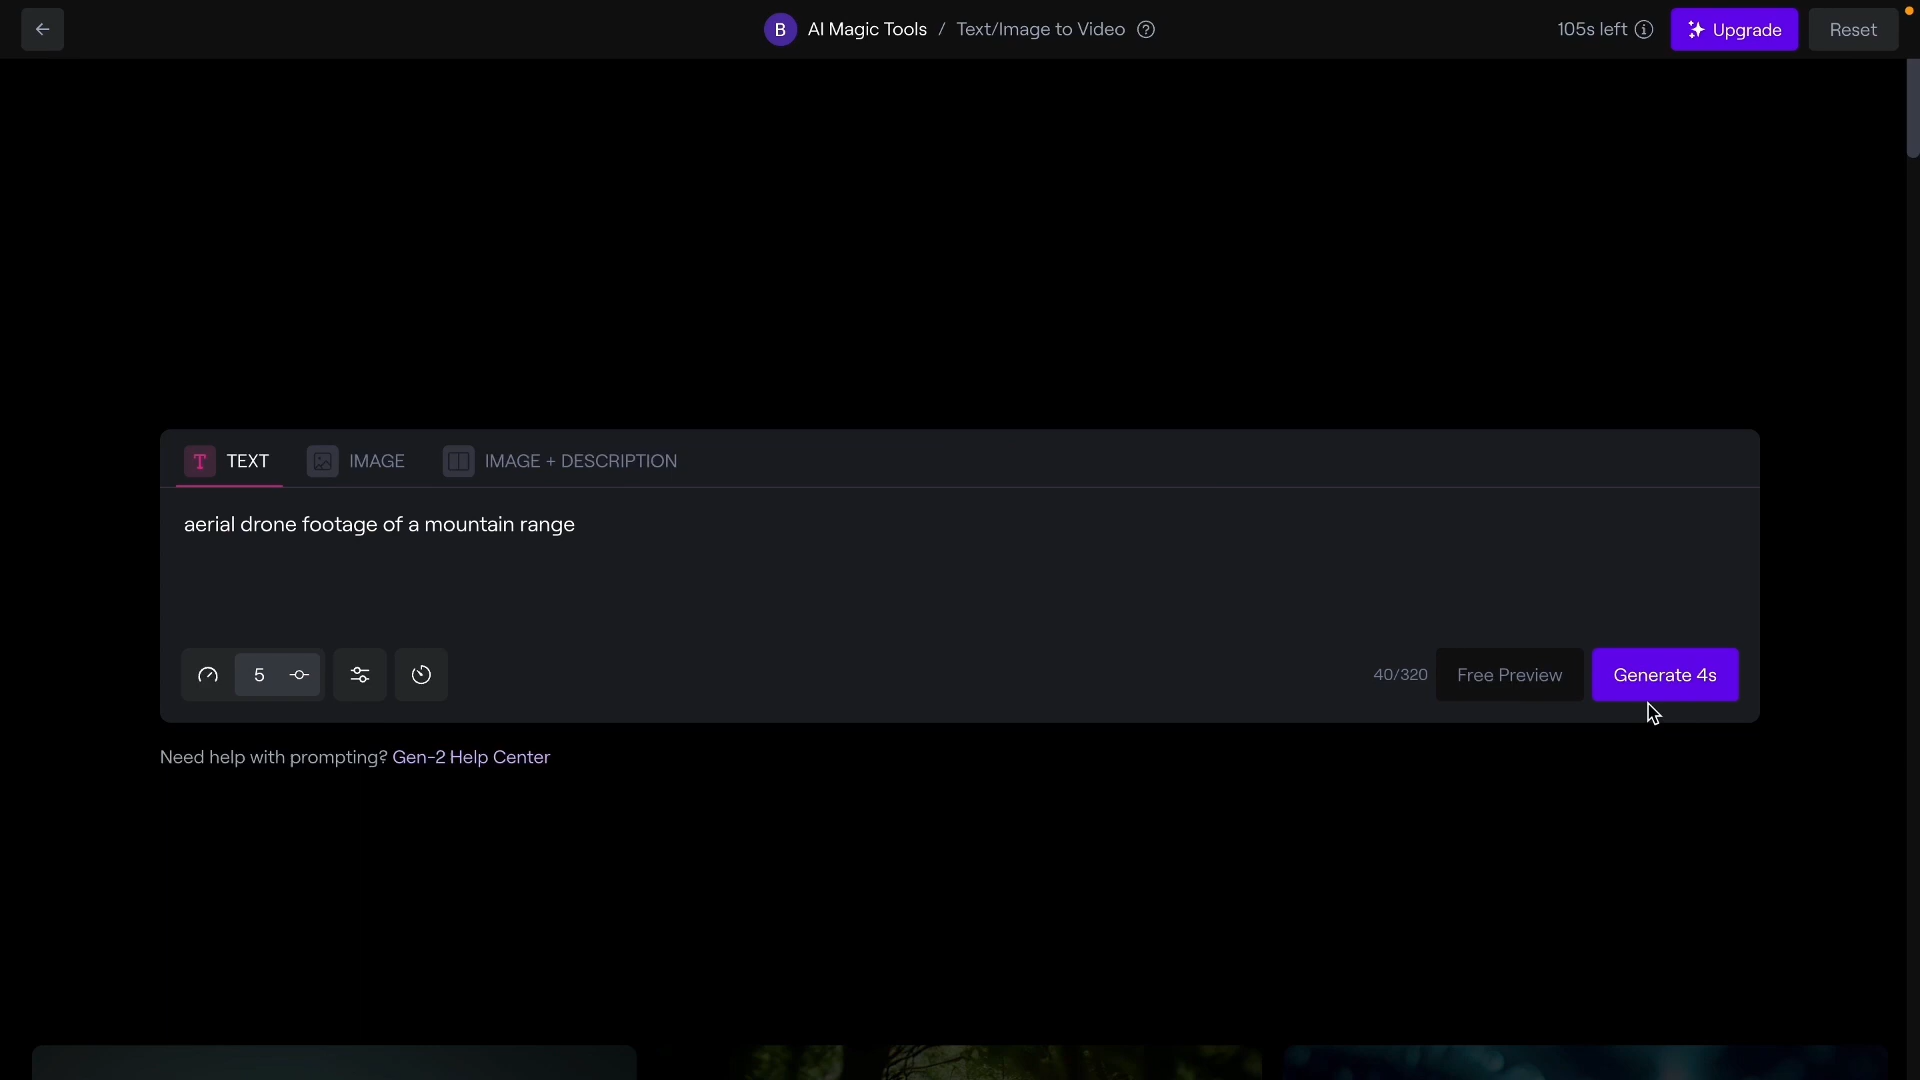 B AI Magic Tools / Text/Image to Video ?
105s left Upgrade Reset
T TEXT IMAGE IMAGE + DESCRIPTION
aerial drone footage of a mountain range
5 40/320 Free Preview Generate 4s
Need help with prompting? Gen-2 Help Center